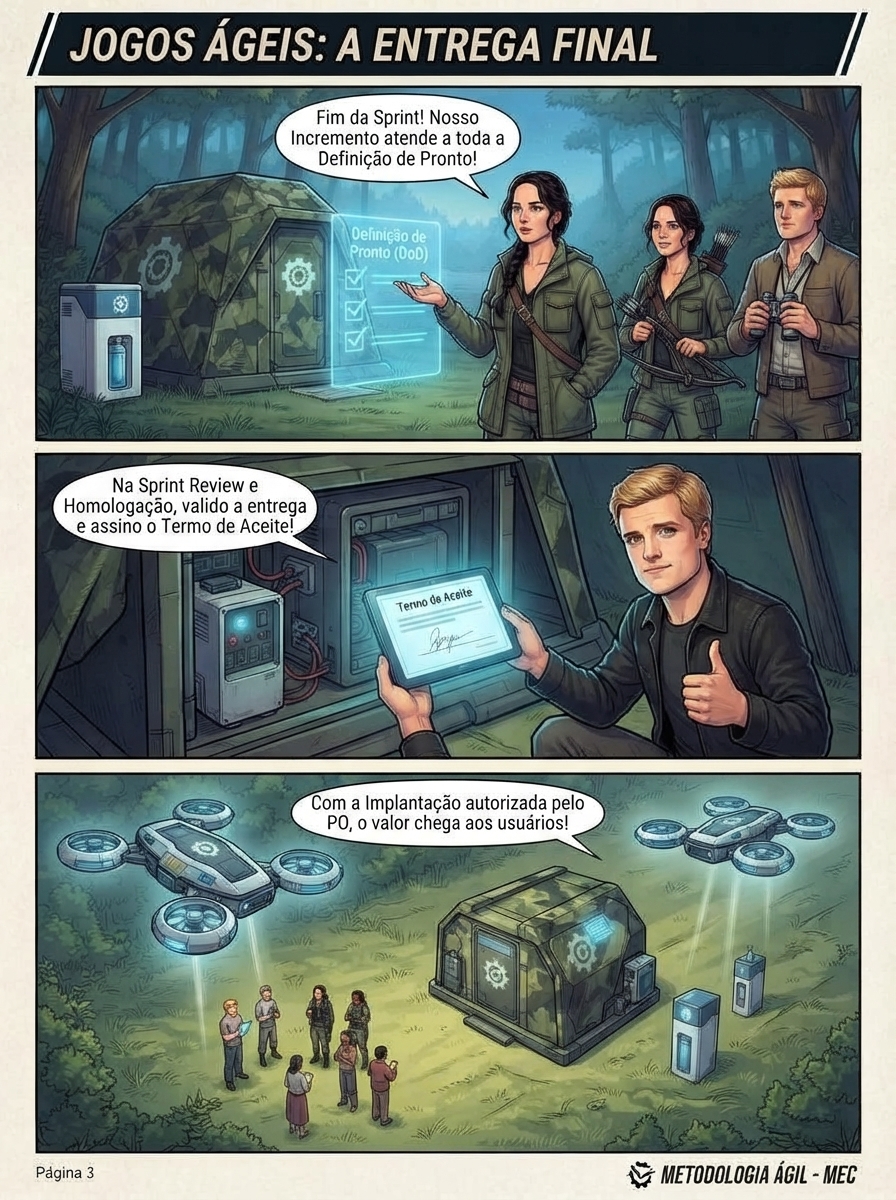 JOGOS ÁGEIS: A ENTREGA FINAL
Fim da Sprint! Nosso
Incremento atende a toda a
Definição de Pronto!
Definição de
Pronto (DoD)
Na Sprint Review e
Homologação, valido a entrega
e assino o Termo de Aceite!
Termo de Aceite
Com a Implantação autorizada pelo
PO, o valor chega aos usuários!
Página 3
METODOLOGIA ÁGIL - MEC